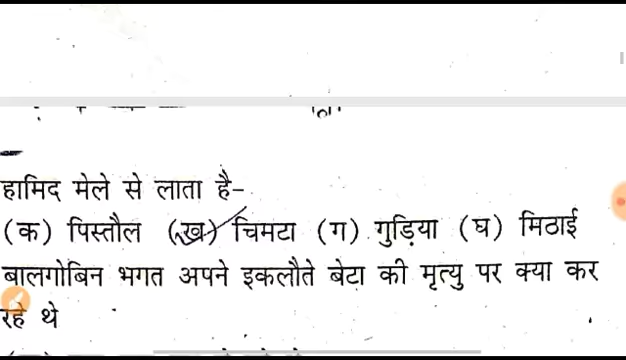 हामिद मेले से लाता है-
(क) पिस्तौल (ख) चिमटा (ग) गुड़िया (घ) मिठाई
बालगोबिन भगत अपने इकलौते बेटा की मृत्यु पर क्या कर
रहे थे